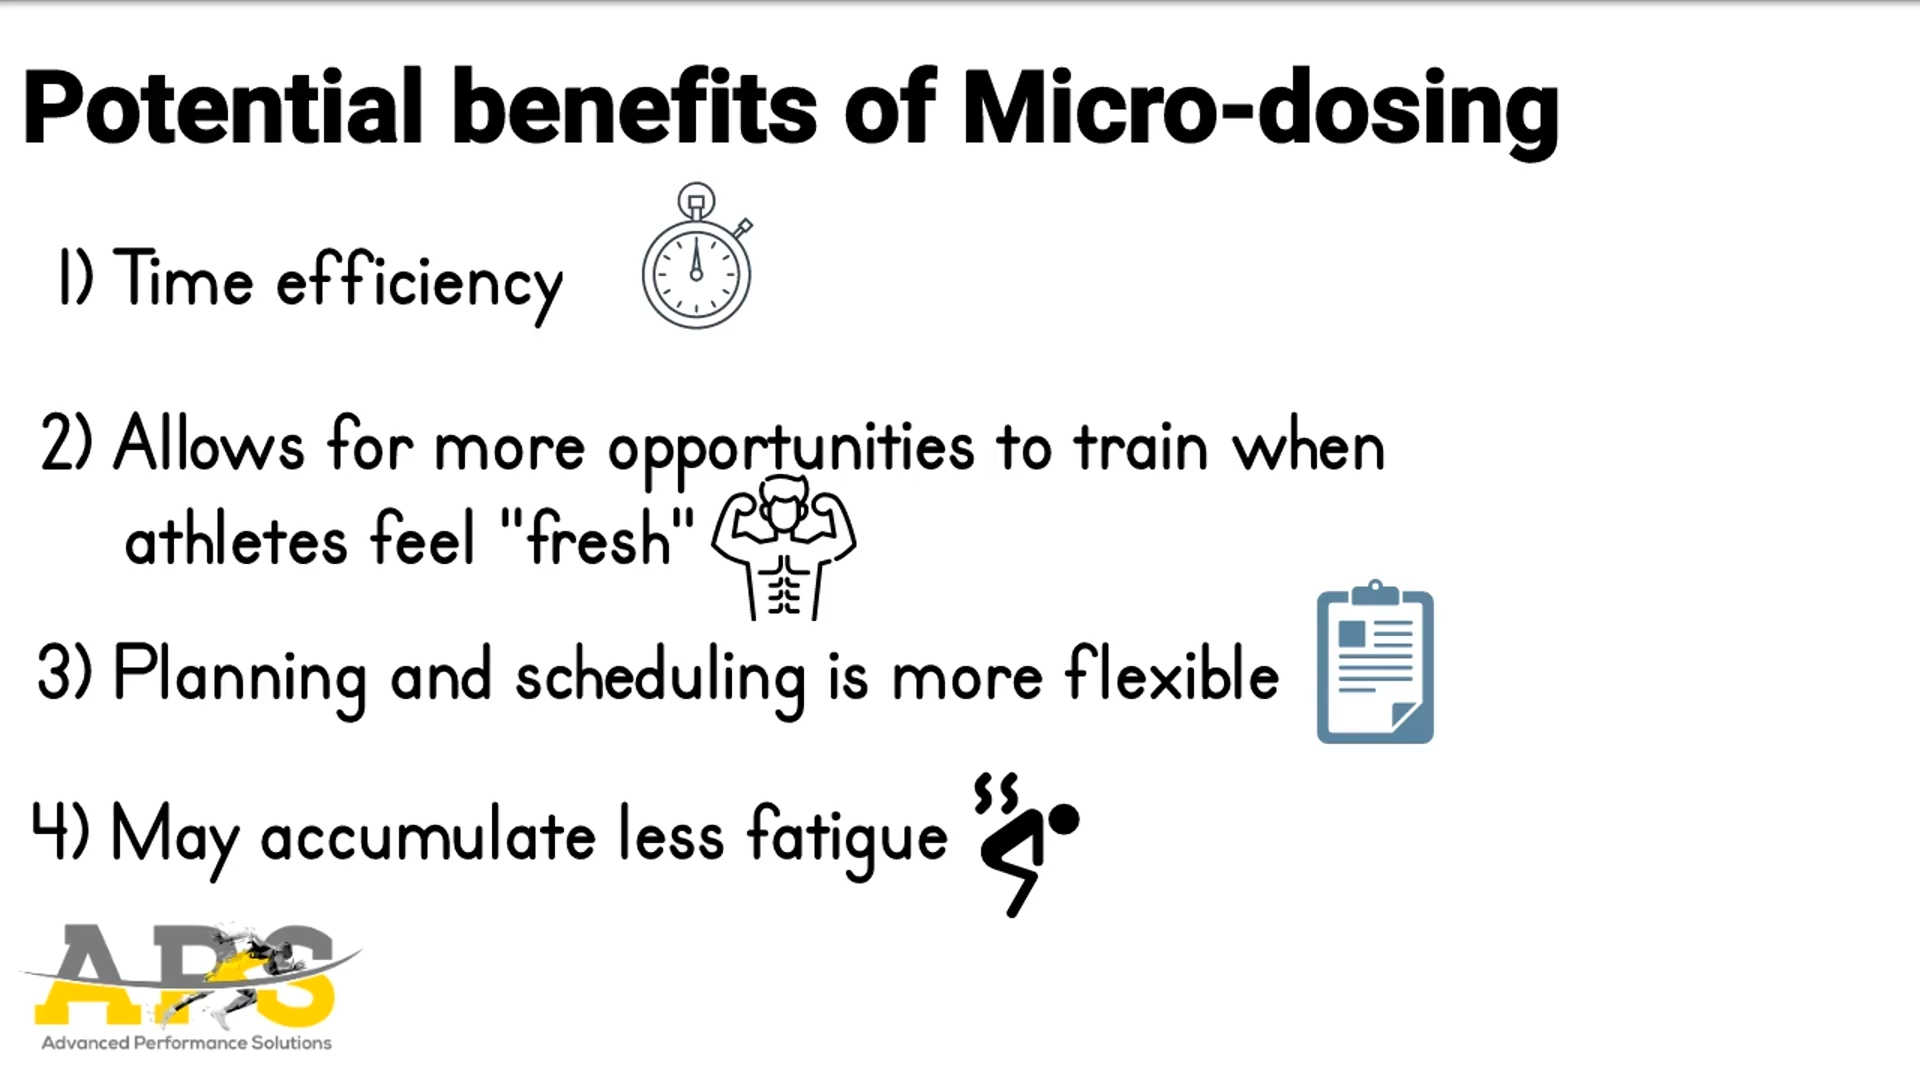 Potential benefits of Micro-dosing
1) Time efficiency
2) Allows for more opportunities to train when
athletes feel "fresh"
3) Planning and scheduling is more flexible
4) May accumulate less fatigue
APS
Advanced Performance Solutions